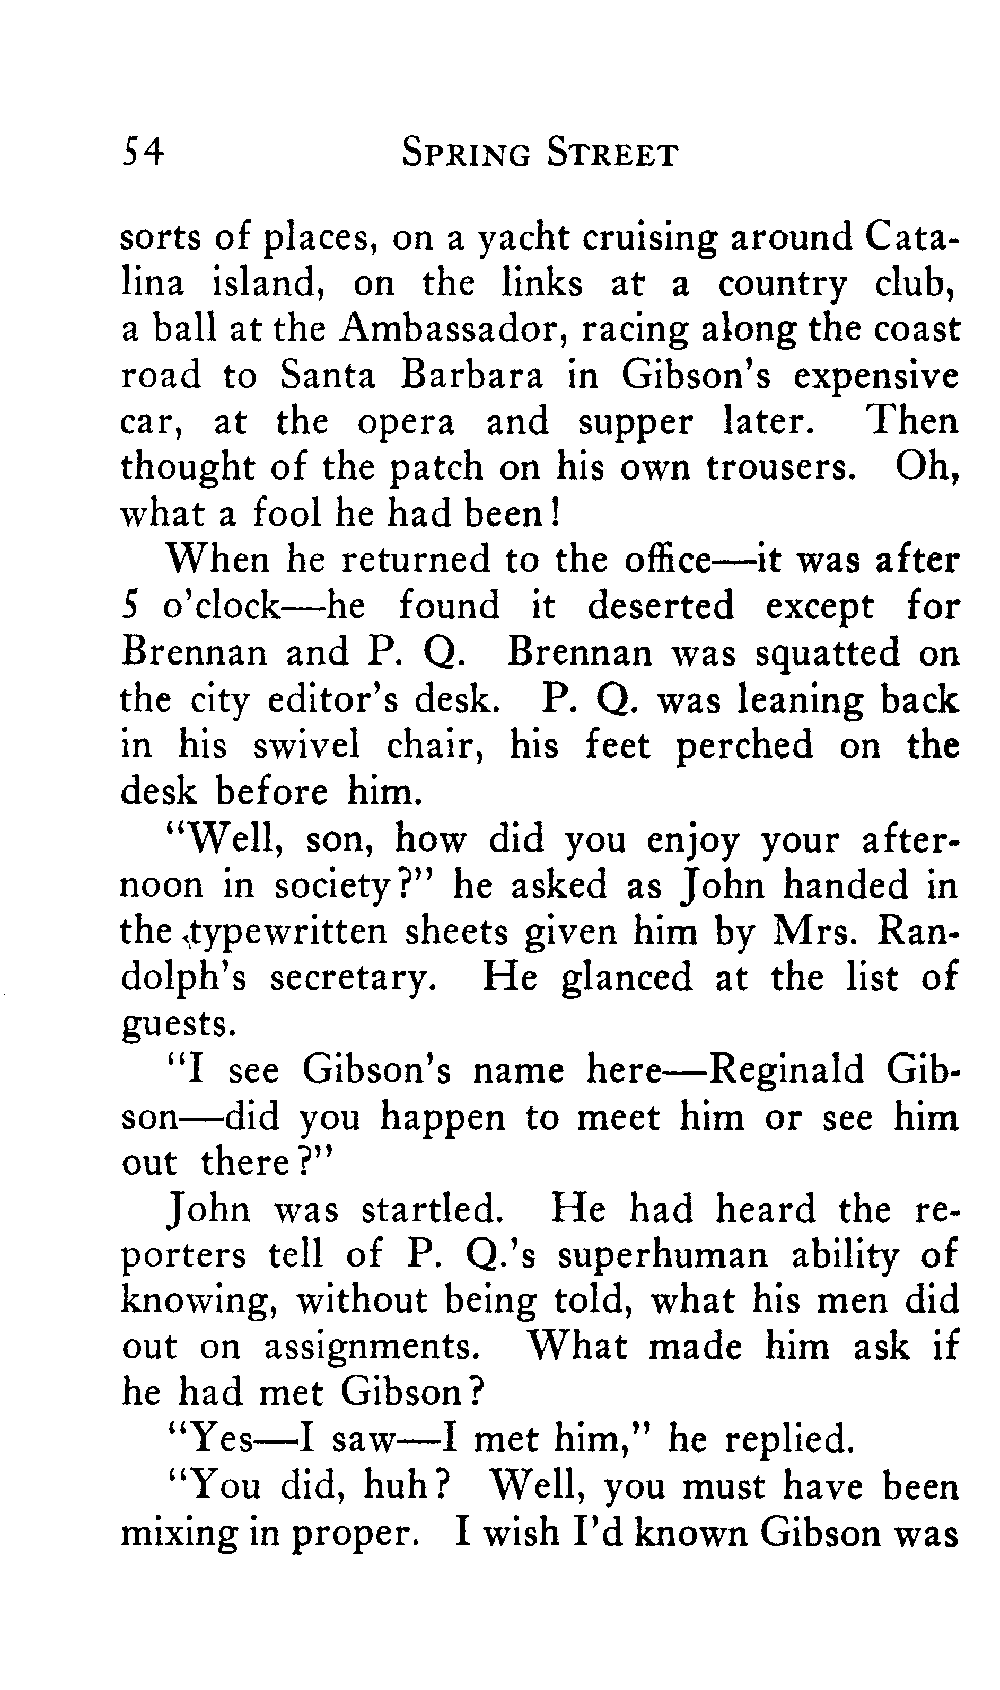 54 SPRING STREET
sorts of places, on a yacht cruising around Cata-
lina island, on the links at a country club,
a ball at the Ambassador, racing along the coast
road to Santa Barbara in Gibson's expensive
car, at the opera and supper later. Then
thought of the patch on his own trousers. Oh,
what a fool he had been!
When he returned to the office—it was after
5 o'clock—he found it deserted except for
Brennan and P. Q. Brennan was squatted on
the city editor's desk. P. Q. was leaning back
in his swivel chair, his feet perched on the
desk before him.
"Well, son, how did you enjoy your after-
noon in society?" he asked as John handed in
the typewritten sheets given him by Mrs. Ran-
dolph's secretary. He glanced at the list of
guests.
"I see Gibson's name here—Reginald Gib-
son—did you happen to meet him or see him
out there?"
John was startled. He had heard the re-
porters tell of P. Q.'s superhuman ability of
knowing, without being told, what his men did
out on assignments. What made him ask if
he had met Gibson?
"Yes—I saw—I met him," he replied.
"You did, huh? Well, you must have been
mixing in proper. I wish I'd known Gibson was